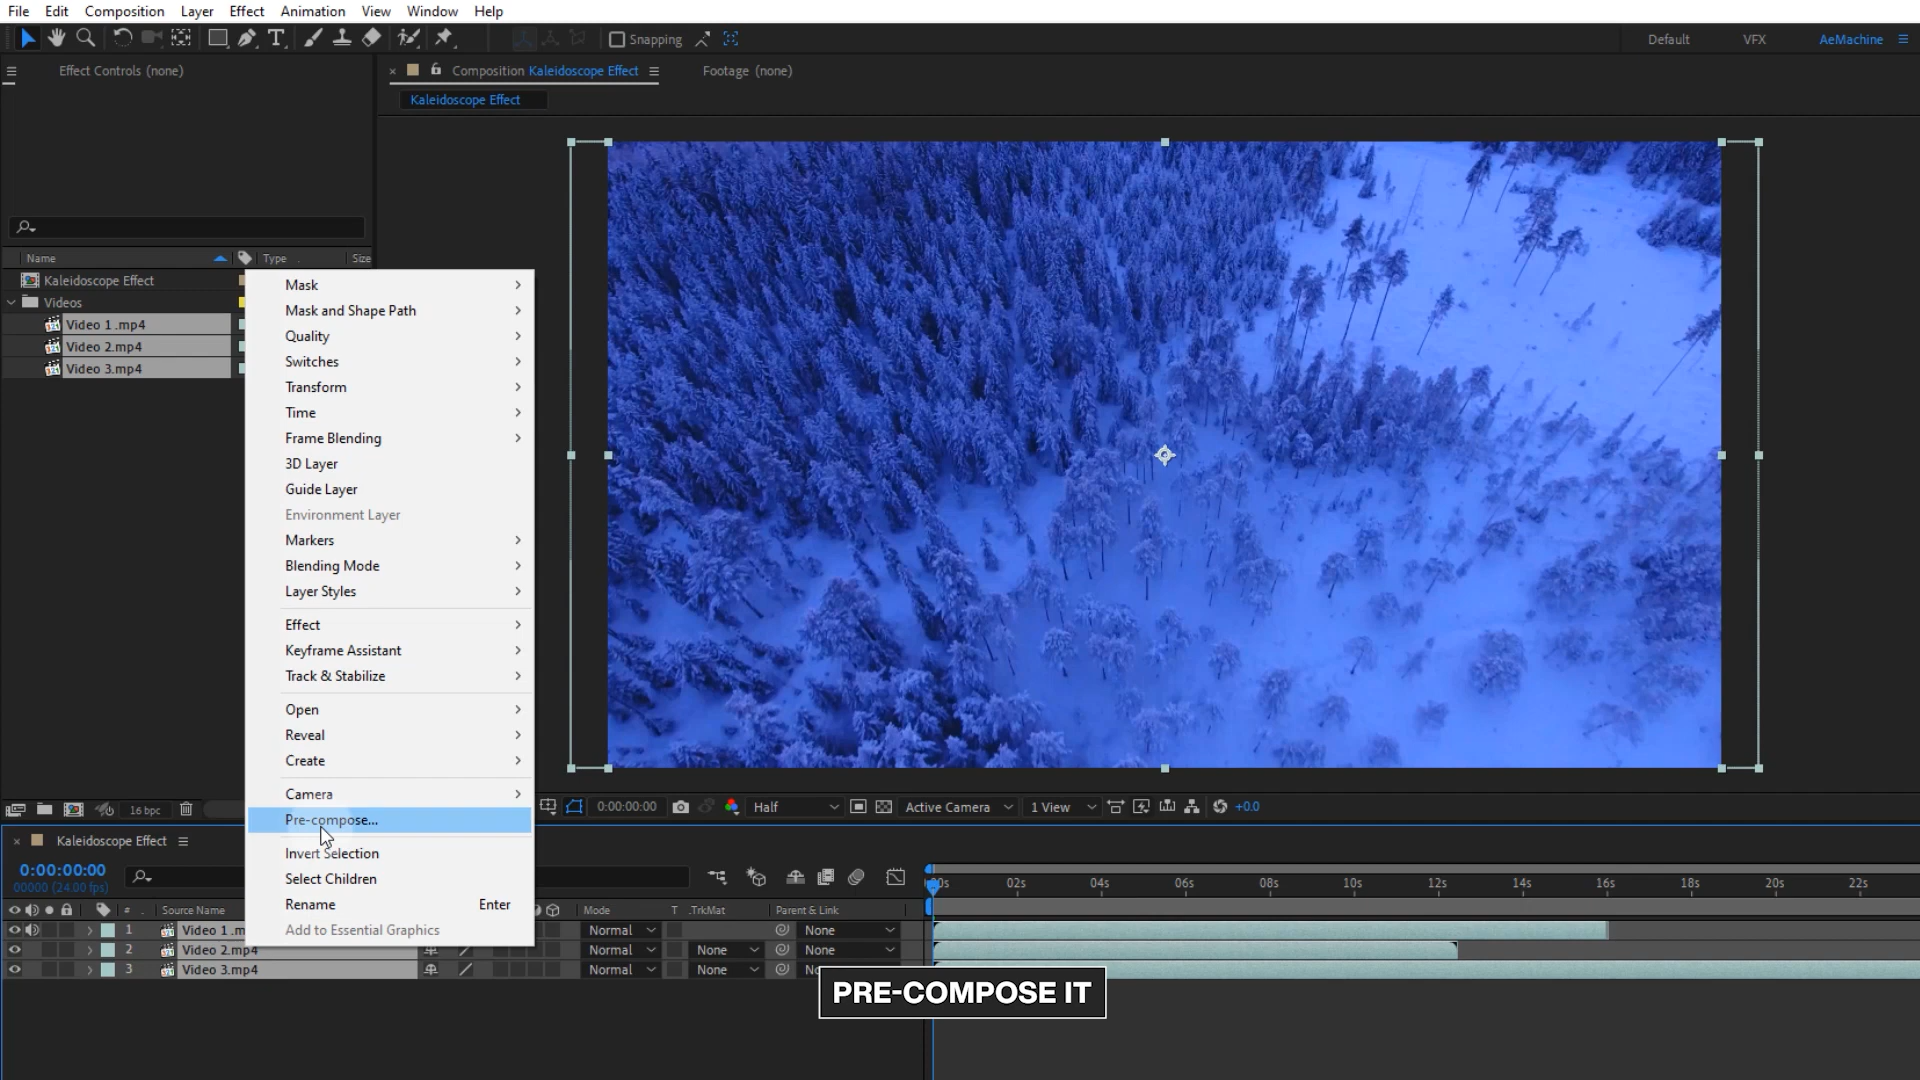 File Edit Composition Layer Effect Animation View Window Help
Snapping
Default VFX AeMachine
Effect Controls (none)
Composition Kaleidoscope Effect
Footage (none)
Kaleidoscope Effect
Name Type Size
Kaleidoscope Effect
Videos
Video 1 .mp4
Video 2.mp4
Video 3.mp4
Mask
Mask and Shape Path
Quality
Switches
Transform
Time
Frame Blending
3D Layer
Guide Layer
Environment Layer
Markers
Blending Mode
Layer Styles
Effect
Keyframe Assistant
Track & Stabilize
Open
Reveal
Create
Camera
Pre-compose...
Invert Selection
Select Children
Rename Enter
Add to Essential Graphics
16 bpc
0:00:00:00 Half Active Camera 1 View +0.0
Kaleidoscope Effect
0:00:00:00
00000 (24.00 fps)
02s 04s 06s 08s 10s 12s 14s 16s 18s 20s 22s
# Source Name Mode T .TrkMat Parent & Link
1 Video 1 .m Normal None
2 Video 2.mp4 Normal None None
3 Video 3.mp4 Normal None
PRE-COMPOSE IT